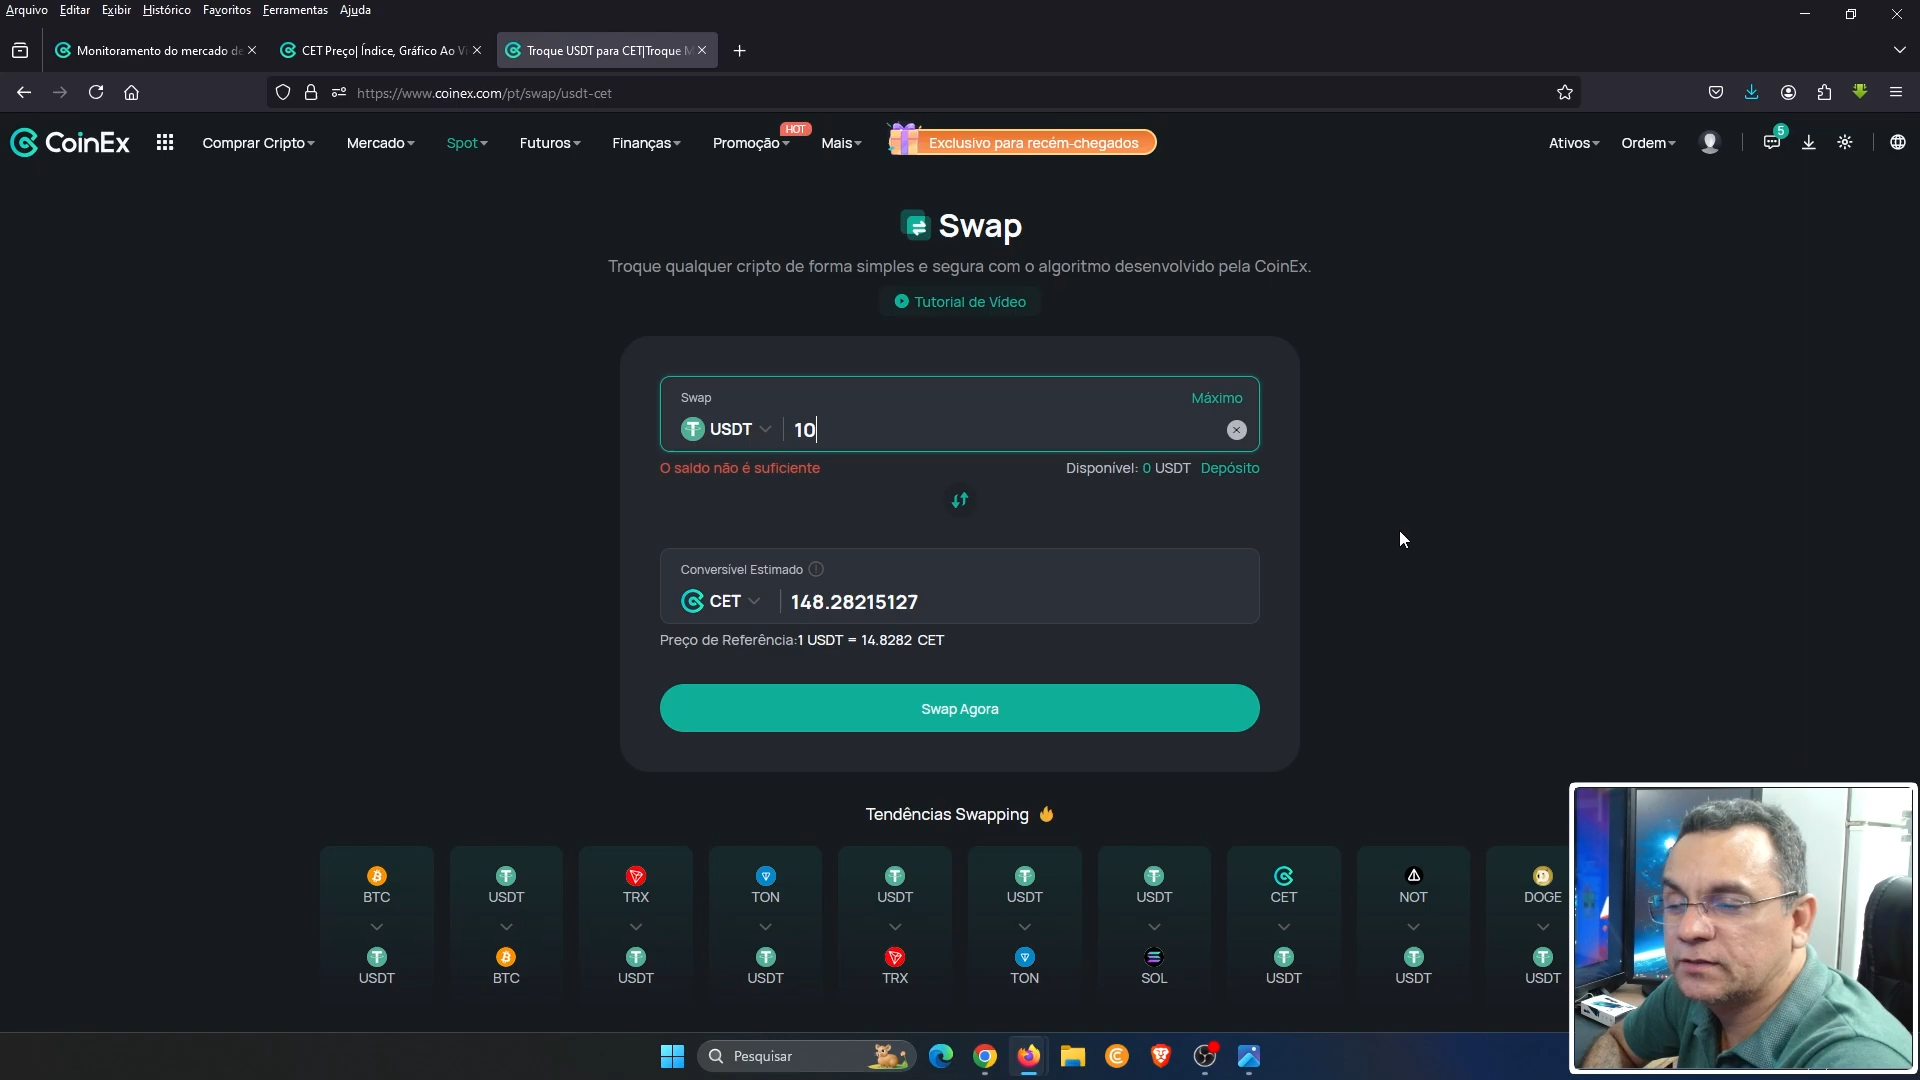 Arquivo Editar Exibir Histórico Favoritos Ferramentas Ajuda
Monitoramento do mercado de
CET Preço| Índice, Gráfico Ao Vi
Troque USDT para CET|Troque M
https://www.coinex.com/pt/swap/usdt-cet
CoinEx Comprar Cripto Mercado Spot Futuros Finanças Promoção HOT Mais Exclusivo para recém-chegados Ativos Ordem 5
Swap
Troque qualquer cripto de forma simples e segura com o algoritmo desenvolvido pela CoinEx.
Tutorial de Vídeo
Swap Máximo
USDT 10
O saldo não é suficiente Disponível: 0 USDT Depósito
Conversível Estimado
CET 148.28215127
Preço de Referência:1 USDT = 14.8282 CET
Swap Agora
Tendências Swapping
BTC USDT TRX TON USDT USDT USDT CET NOT DOGE
USDT BTC USDT USDT TRX TON SOL USDT USDT USDT
Pesquisar